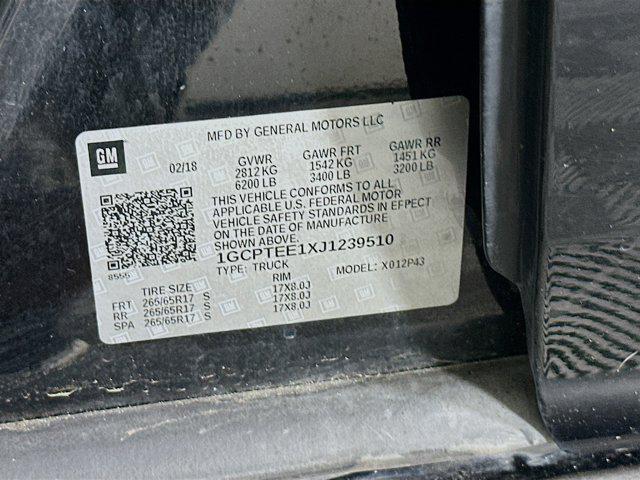 MFD BY GENERAL MOTORS LLC
GM
02/18 GVWR GAWR FRT GAWR RR
2812 KG 1542 KG 1451 KG
6200 LB 3400 LB 3200 LB
THIS VEHICLE CONFORMS TO ALL
APPLICABLE U.S. FEDERAL MOTOR
VEHICLE SAFETY STANDARDS IN EFFECT
ON THE DATE OF MANUFACTURE
SHOWN ABOVE.
8555
1GCPTEE1XJ1239510
TYPE: TRUCK MODEL: X012P43
TIRE SIZE RIM
FRT 265/65R17 S 17X8.0J
RR 265/65R17 S 17X8.0J
SPA 265/65R17 S 17X8.0J